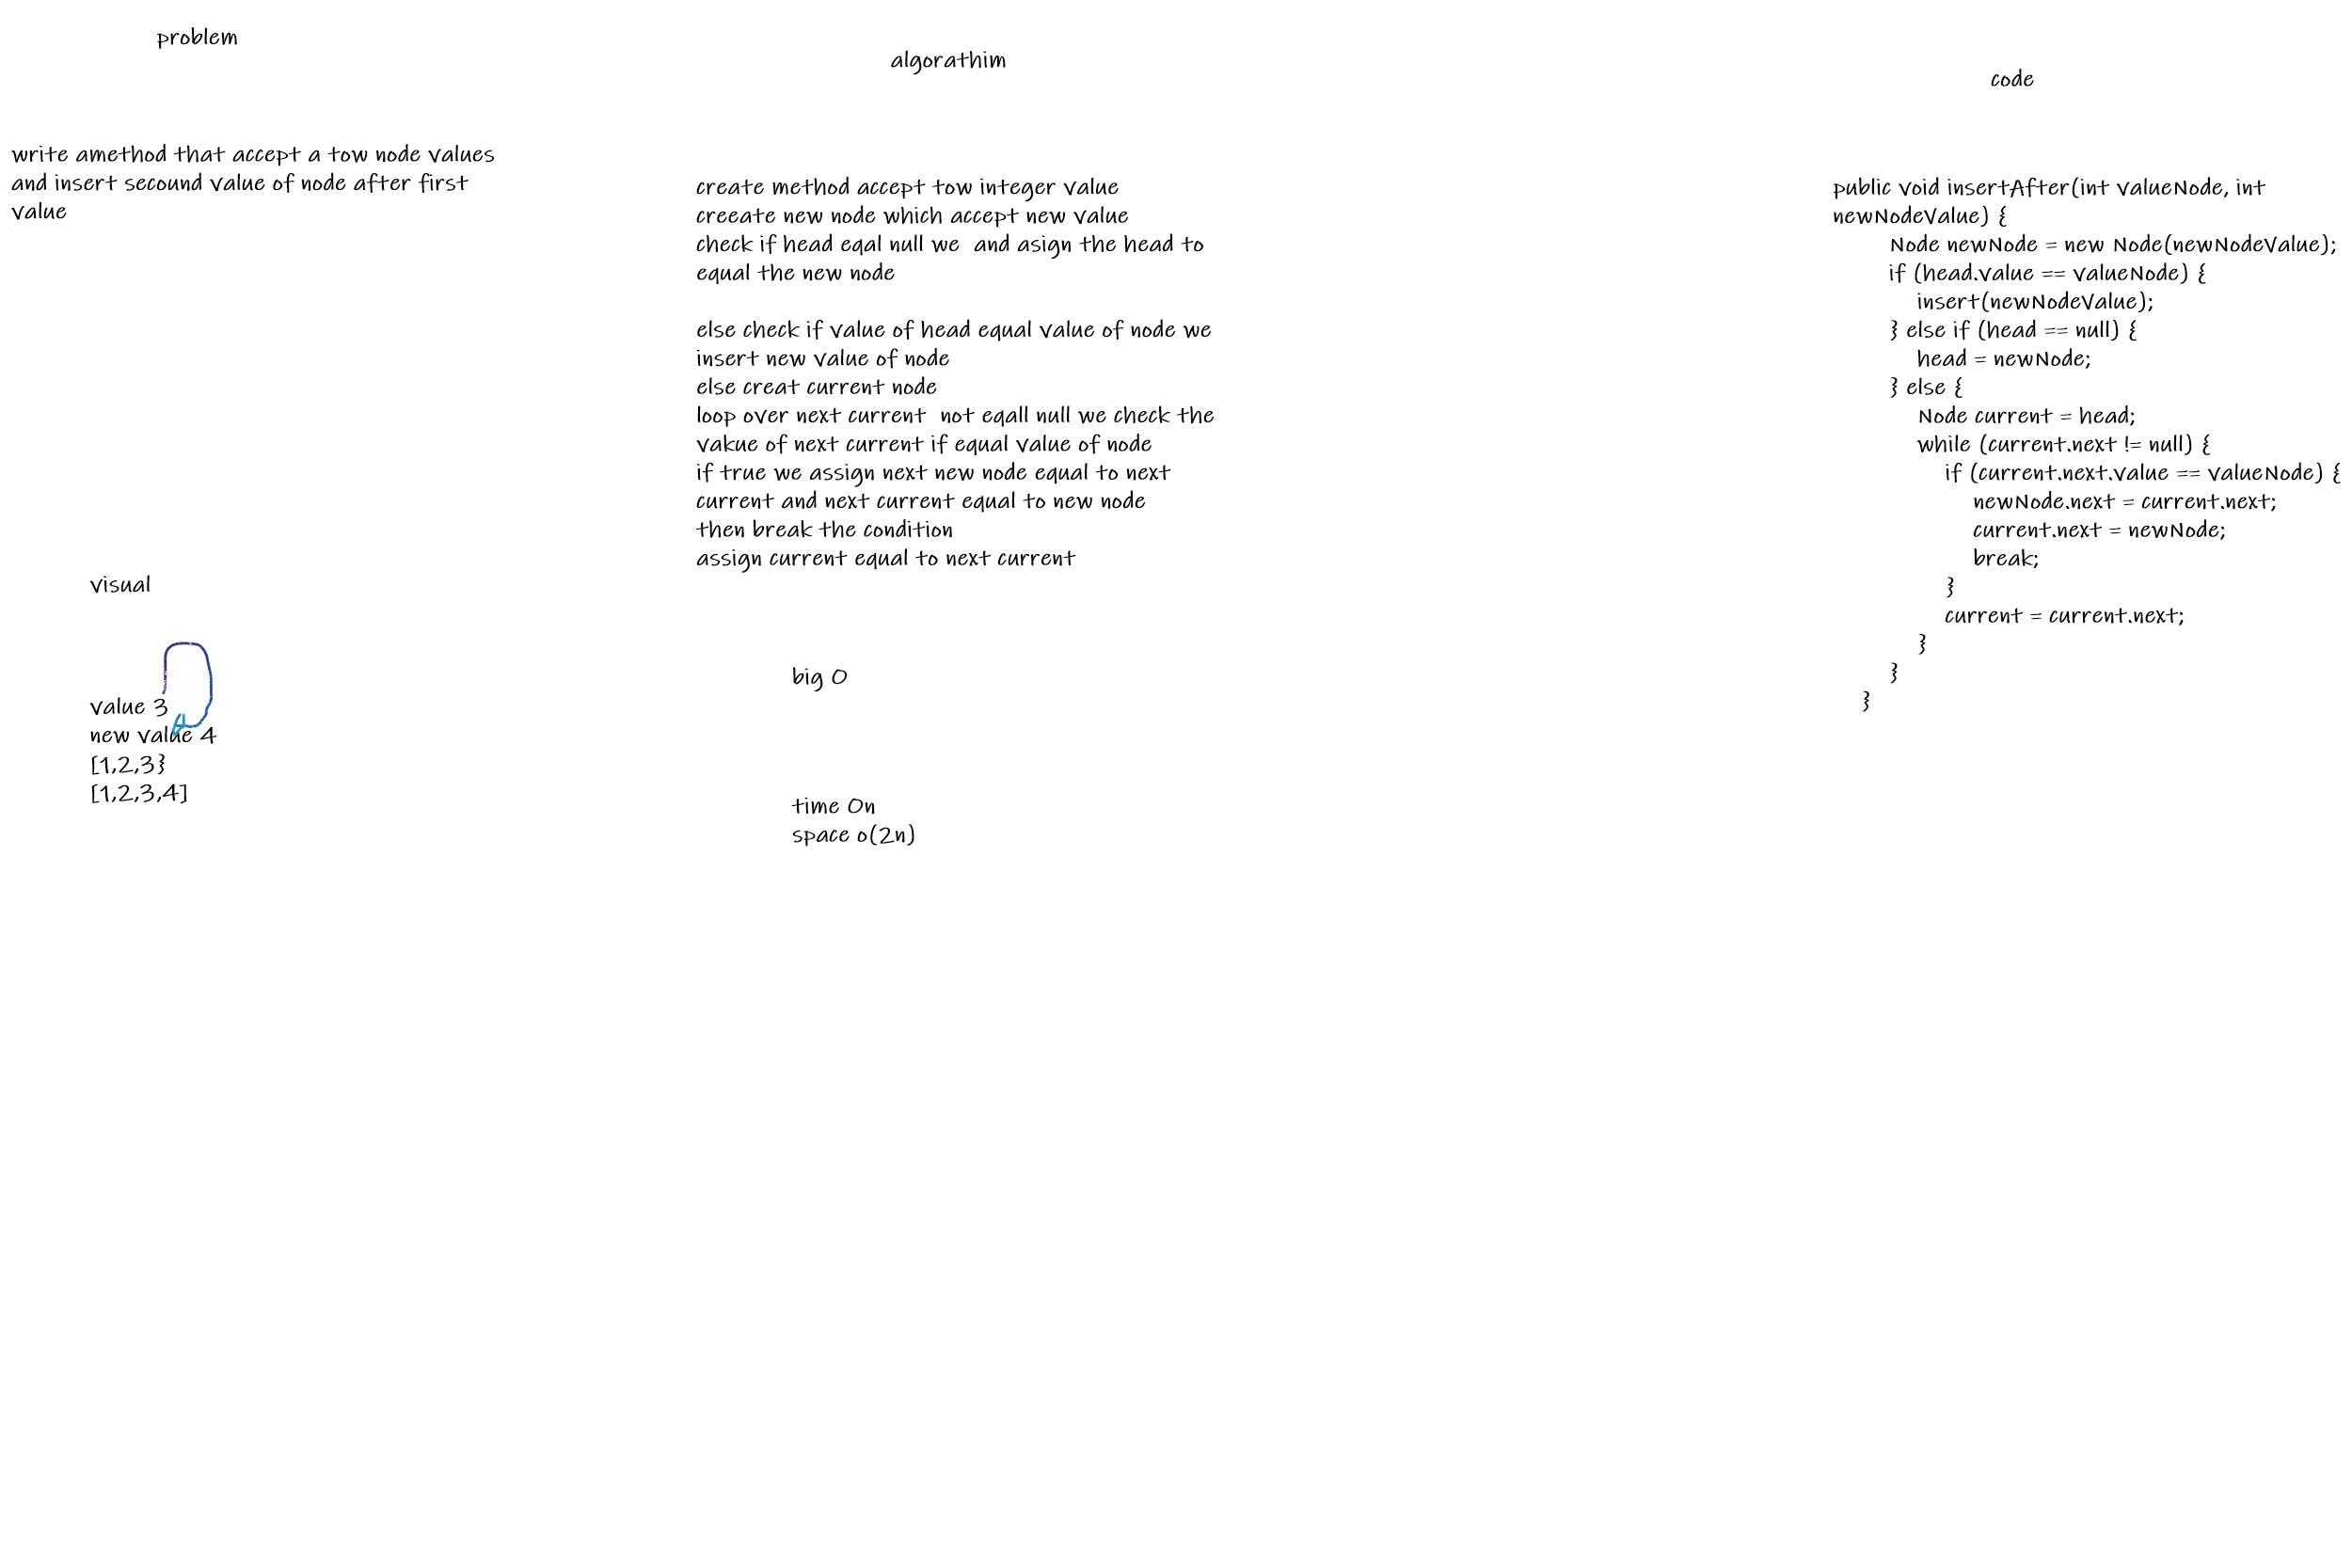 problem
write amethod that accept a tow node values
and insert secound value of node after first
value
visual
value 3
new value 4
[1,2,3}
[1,2,3,4]
algorathim
create method accept tow integer value
creeate new node which accept new value
check if head eqal null we  and asign the head to
equal the new node
else check if value of head equal value of node we
insert new value of node
else creat current node
loop over next current  not eqall null we check the
vakue of next current if equal value of node
if true we assign next new node equal to next
current and next current equal to new node
then break the condition
assign current equal to next current
big O
time On
space o(2n)
code
public void insertAfter(int valueNode, int
newNodeValue) {
Node newNode = new Node(newNodeValue);
if (head.value == valueNode) {
insert(newNodeValue);
} else if (head == null) {
head = newNode;
} else {
Node current = head;
while (current.next != null) {
if (current.next.value == valueNode) {
newNode.next = current.next;
current.next = newNode;
break;
}
current = current.next;
}
}
}